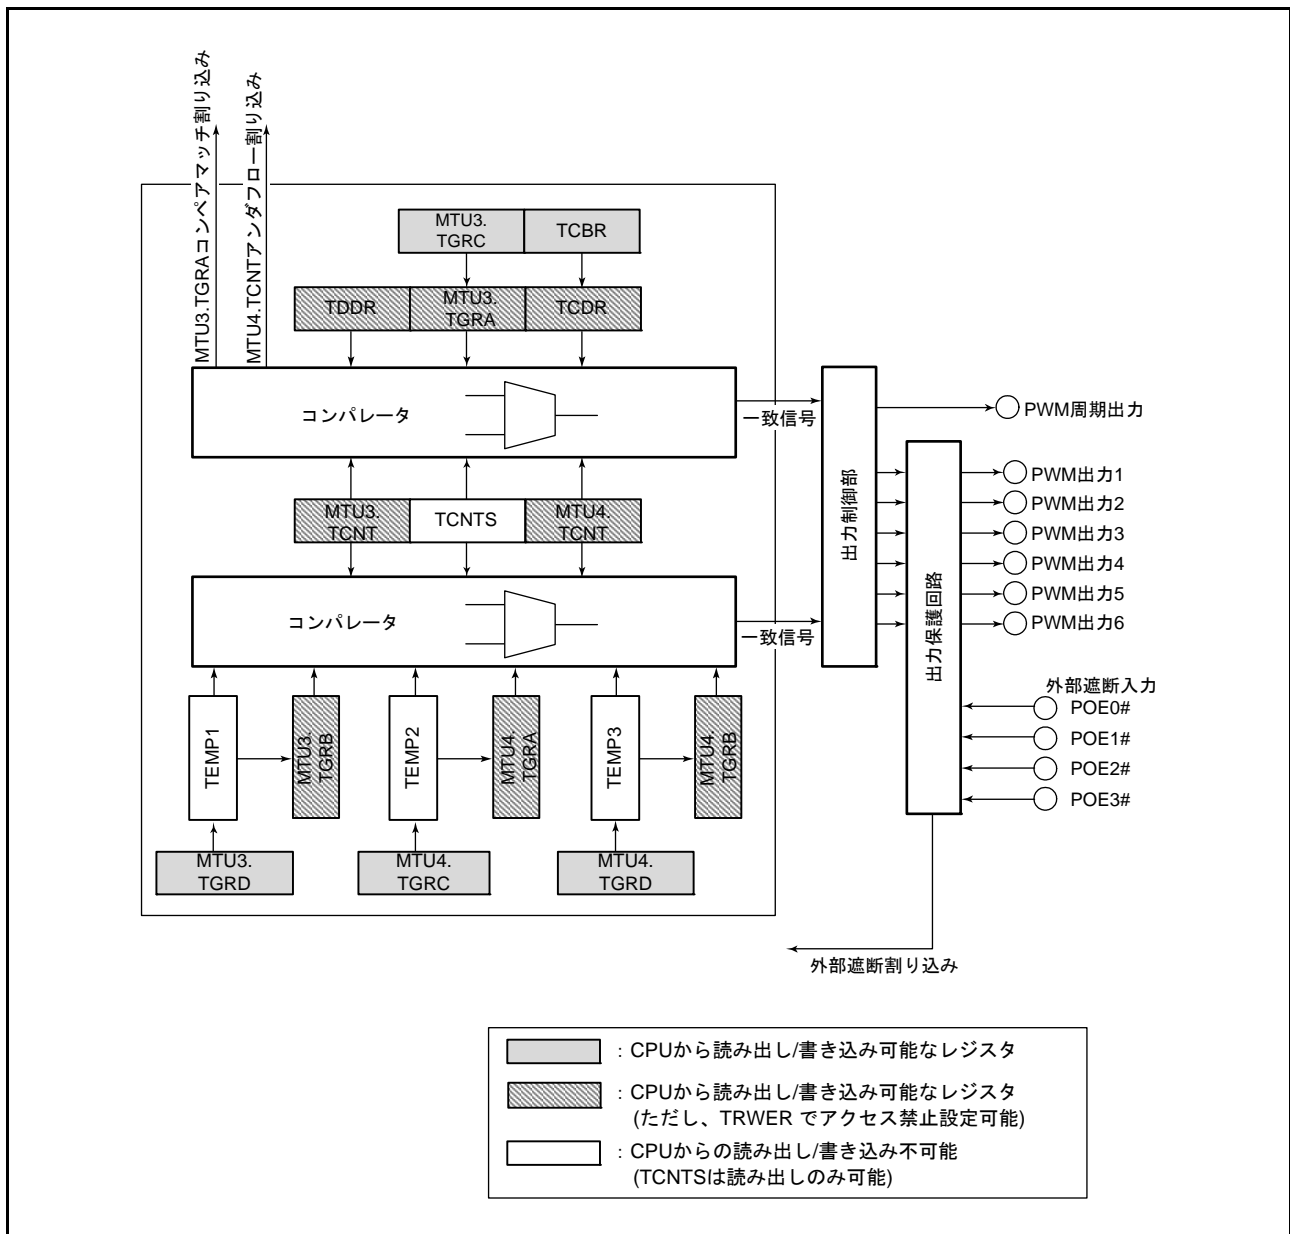 MTU3.TGRAコンペアマッチ割り込み
MTU4.TCNTアンダフロー割り込み
MTU3.
TGRC
TCBR
TDDR
MTU3.
TGRA
TCDR
コンパレータ
一致信号
MTU3.
TCNT
TCNTS
MTU4.
TCNT
コンパレータ
一致信号
出力制御部
出力保護回路
PWM周期出力
PWM出力1
PWM出力2
PWM出力3
PWM出力4
PWM出力5
PWM出力6
外部遮断入力
POE0#
POE1#
POE2#
POE3#
TEMP1
MTU3.
TGRB
TEMP2
MTU4.
TGRA
TEMP3
MTU4.
TGRB
MTU3.
TGRD
MTU4.
TGRC
MTU4.
TGRD
外部遮断割り込み
：CPUから読み出し/書き込み可能なレジスタ
：CPUから読み出し/書き込み可能なレジスタ
(ただし、TRWER でアクセス禁止設定可能)
：CPUからの読み出し/書き込み不可能
(TCNTSは読み出しのみ可能)